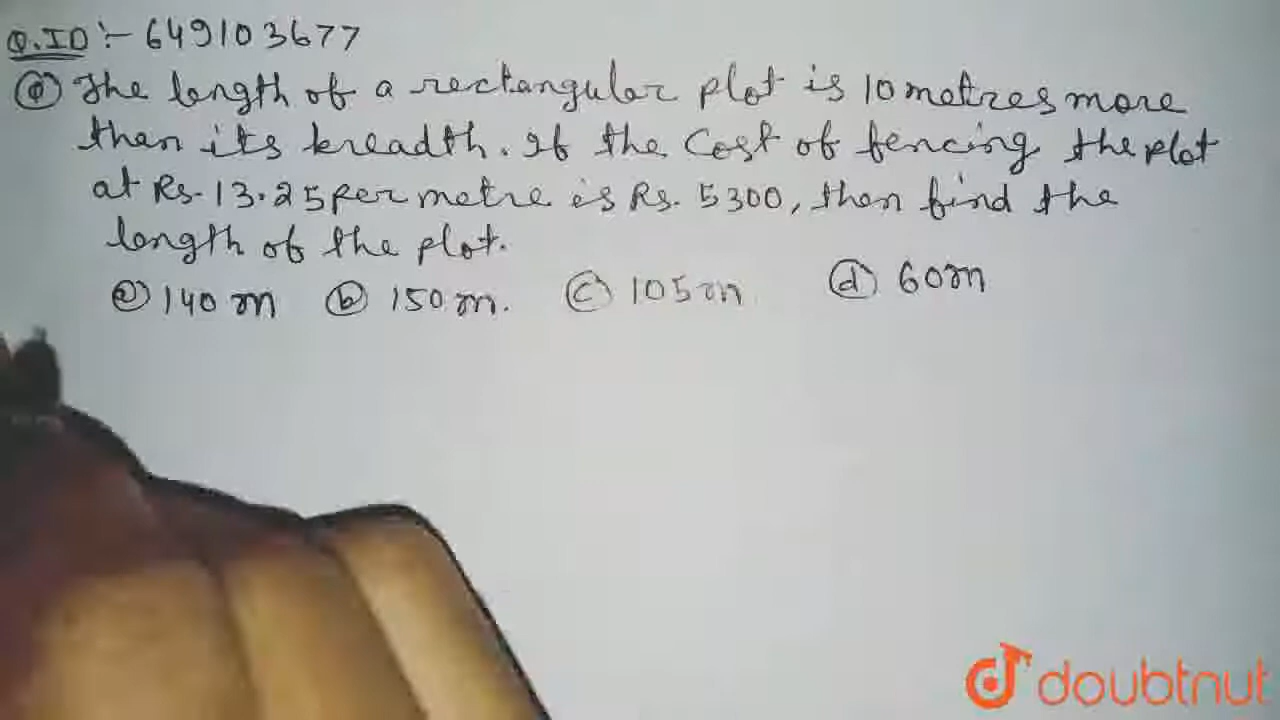 Q.ID :- 649103677
Q) The length of a rectangular plot is 10 metres more
than its breadth. If the cost of fencing the plot
at Rs. 13.25 per metre is Rs. 5300, then find the
length of the plot.
a) 140 m b) 150 m. c) 105 m d) 60 m
doubtnut